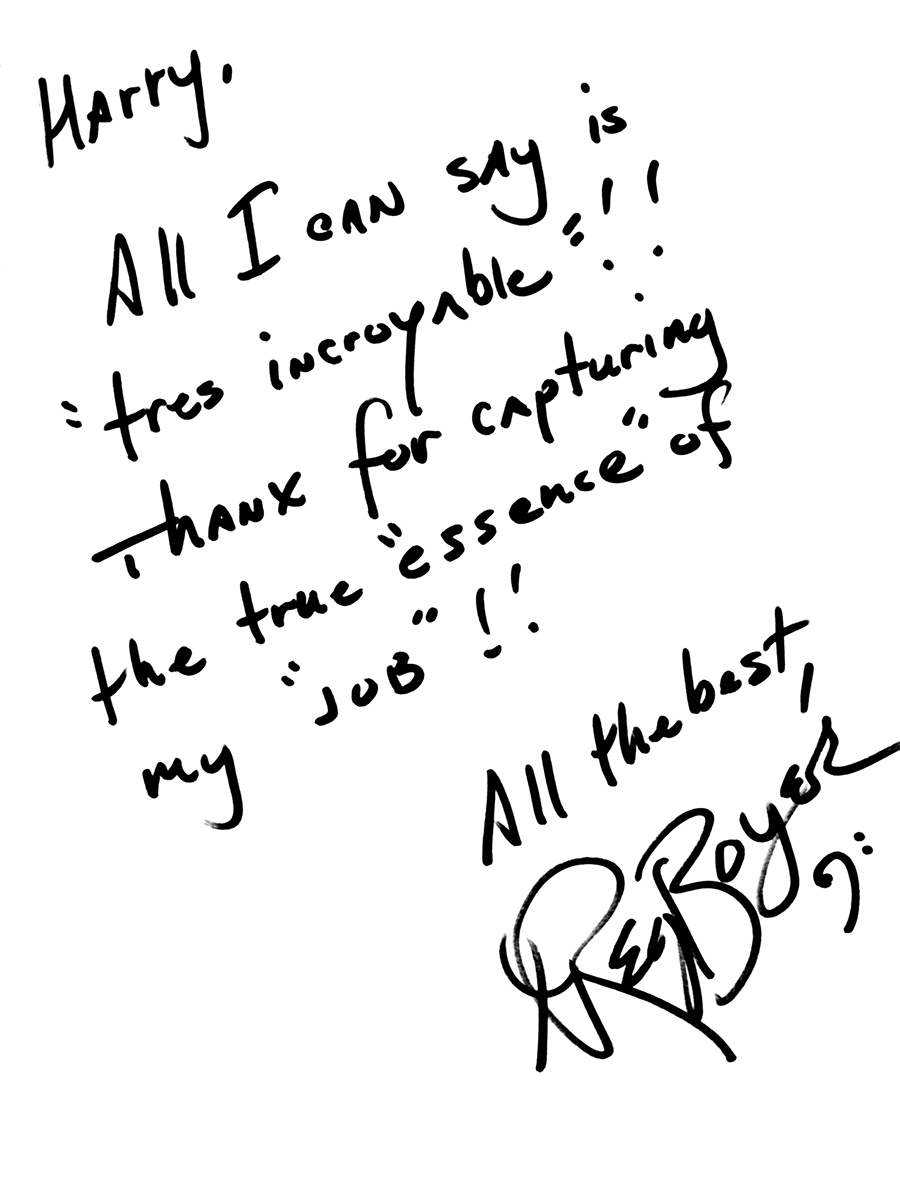 Harry,
All I can say is
"tres incroyable"!!
Thanx for capturing
the true "essence" of
my "job"!!
All the best,
Rex Boyer